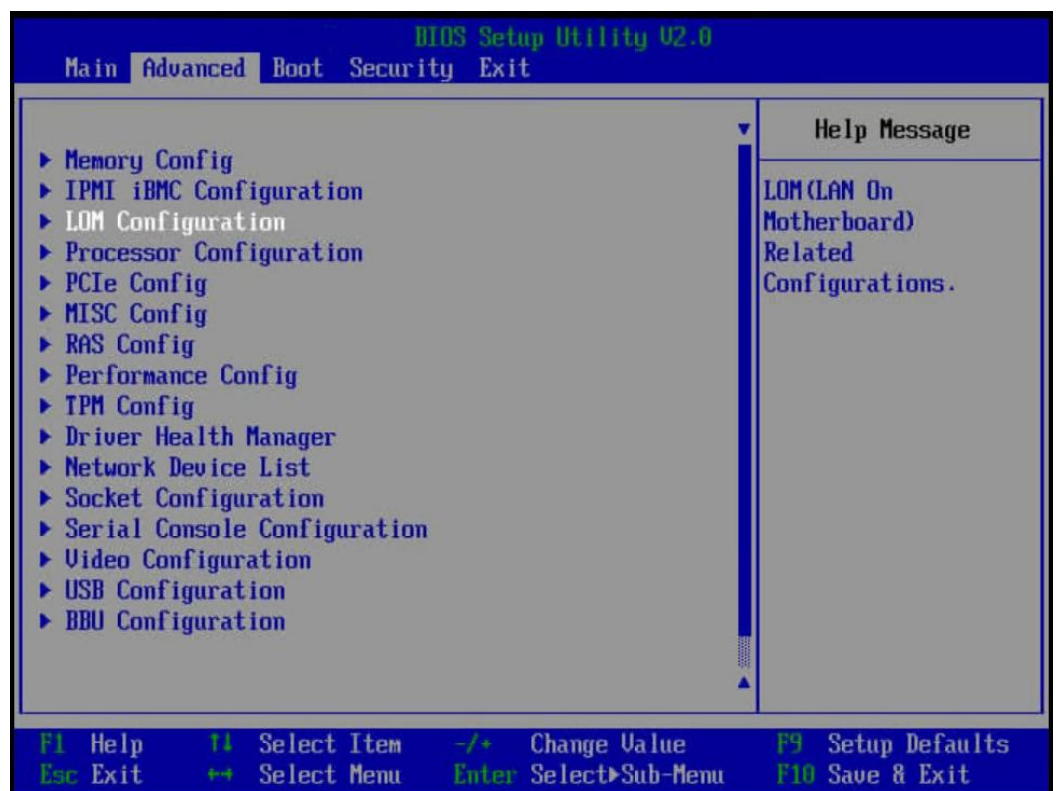 BIOS Setup Utility V2.0
Main Advanced Boot Security Exit
▶ Memory Config
▶ IPMI iBMC Configuration
▶ LOM Configuration
▶ Processor Configuration
▶ PCIe Config
▶ MISC Config
▶ RAS Config
▶ Performance Config
▶ TPM Config
▶ Driver Health Manager
▶ Network Device List
▶ Socket Configuration
▶ Serial Console Configuration
▶ Video Configuration
▶ USB Configuration
▶ BBU Configuration
Help Message
LOM(LAN On
Motherboard)
Related
Configurations.
F1 Help ↑↓ Select Item -/+ Change Value F9 Setup Defaults
Esc Exit ←→ Select Menu Enter Select▶Sub-Menu F10 Save & Exit